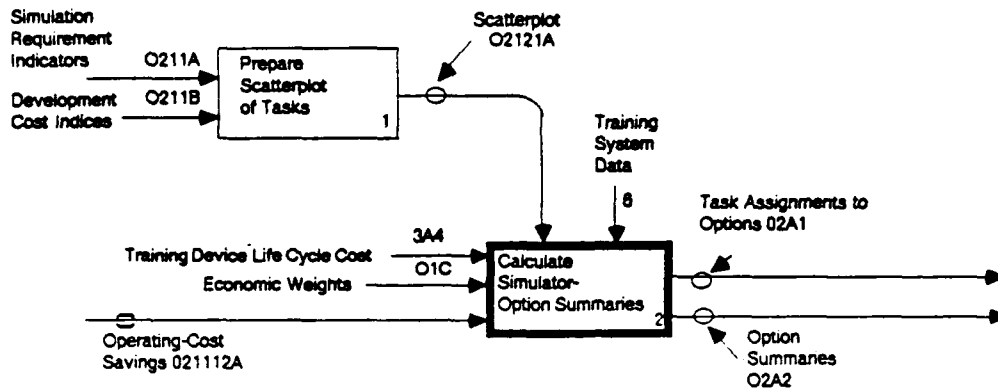 Simulation
Requirement
Indicators
O211A
Development
Cost Indices
O211B
Prepare
Scatterplot
of Tasks
1
Scatterplot
O2121A
Training
System
Data
6
Task Assignments to
Options 02A1
Training Device Life Cycle Cost
3A4
Economic Weights
O1C
Calculate
Simulator-
Option Summaries
2
Operating-Cost
Savings 021112A
Option
Summaries
O2A2